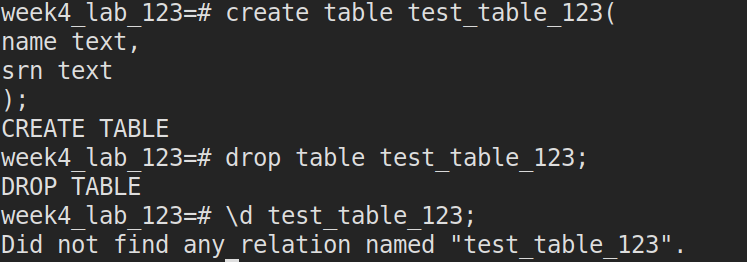 week4_lab_123=# create table test_table_123(
name text,
srn text
);
CREATE TABLE
week4_lab_123=# drop table test_table_123;
DROP TABLE
week4_lab_123=# \d test_table_123;
Did not find any relation named "test_table_123".